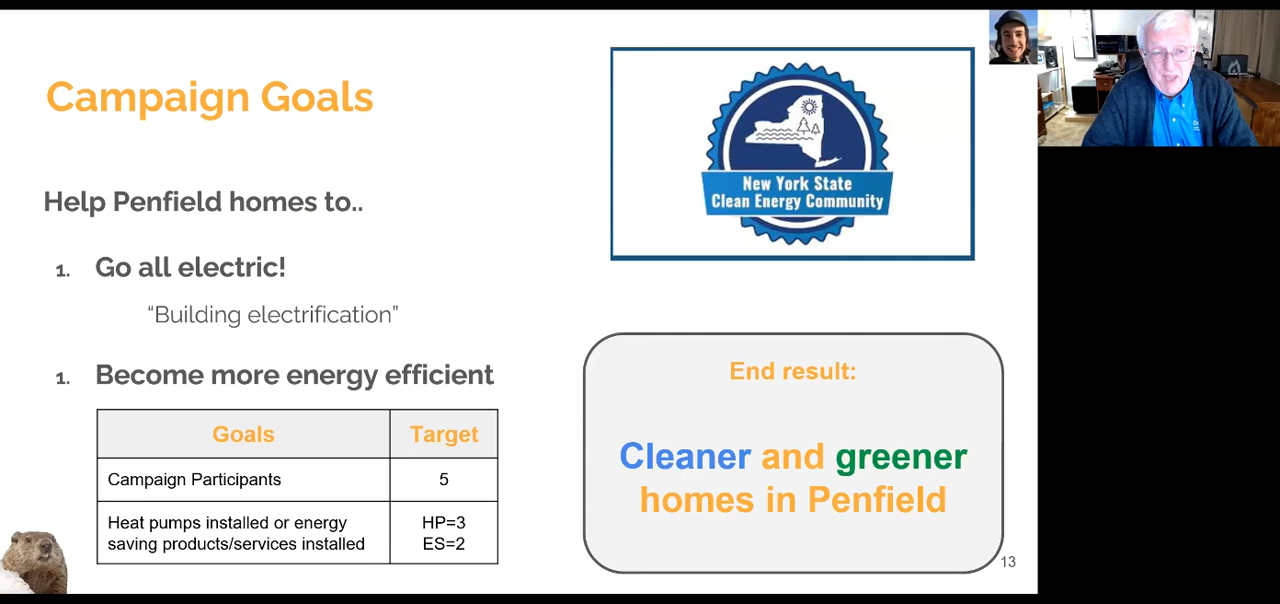 Campaign Goals
New York State
Clean Energy Community
Help Penfield homes to..
1. Go all electric!
“Building electrification”
1. Become more energy efficient
Goals Target
Campaign Participants 5
Heat pumps installed or energy HP=3
saving products/services installed ES=2
End result:
Cleaner and greener
homes in Penfield
13